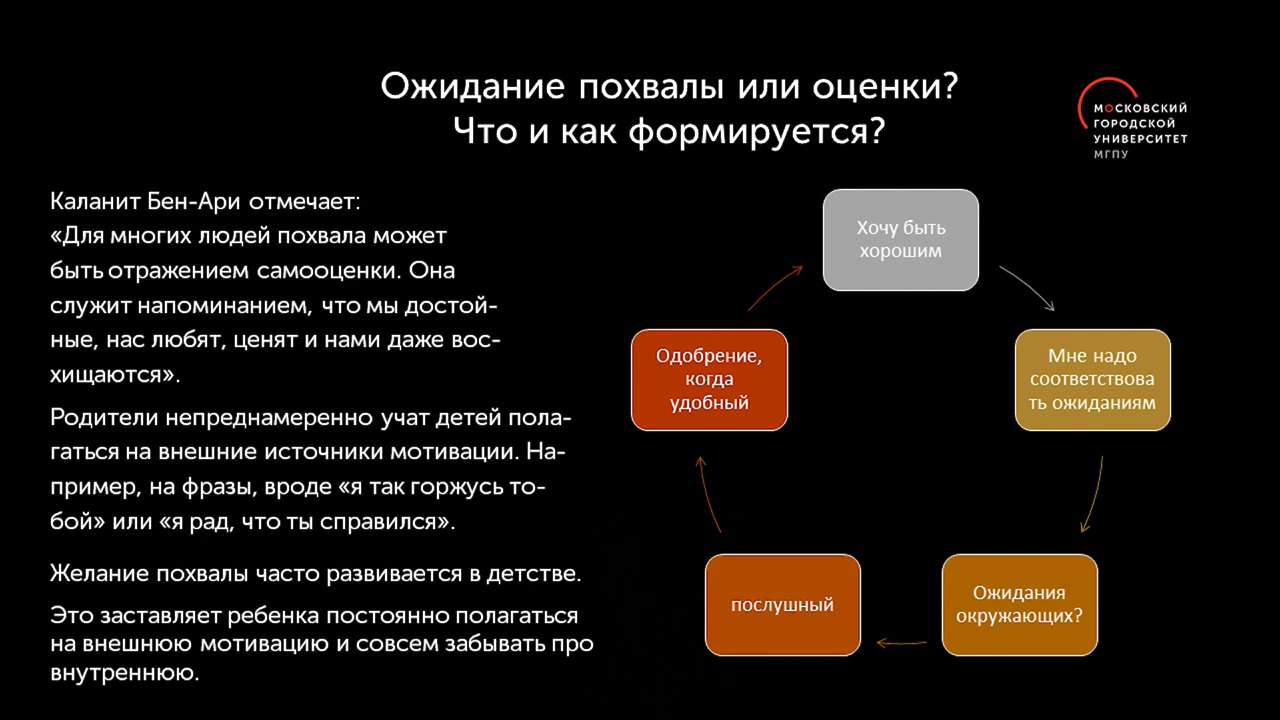 Ожидание похвалы или оценки?
Что и как формируется?
МОСКОВСКИЙ
ГОРОДСКОЙ
УНИВЕРСИТЕТ
МГПУ
Каланит Бен-Ари отмечает:
«Для многих людей похвала может
быть отражением самооценки. Она
служит напоминанием, что мы достой-
ные, нас любят, ценят и нами даже вос-
хищаются».
Родители непреднамеренно учат детей пола-
гаться на внешние источники мотивации. На-
пример, на фразы, вроде «я так горжусь то-
бой» или «я рад, что ты справился».
Желание похвалы часто развивается в детстве.
Это заставляет ребенка постоянно полагаться
на внешнюю мотивацию и совсем забывать про
внутреннюю.
Хочу быть
хорошим
Мне надо
соответствова
ть ожиданиям
Ожидания
окружающих?
послушный
Одобрение,
когда
удобный